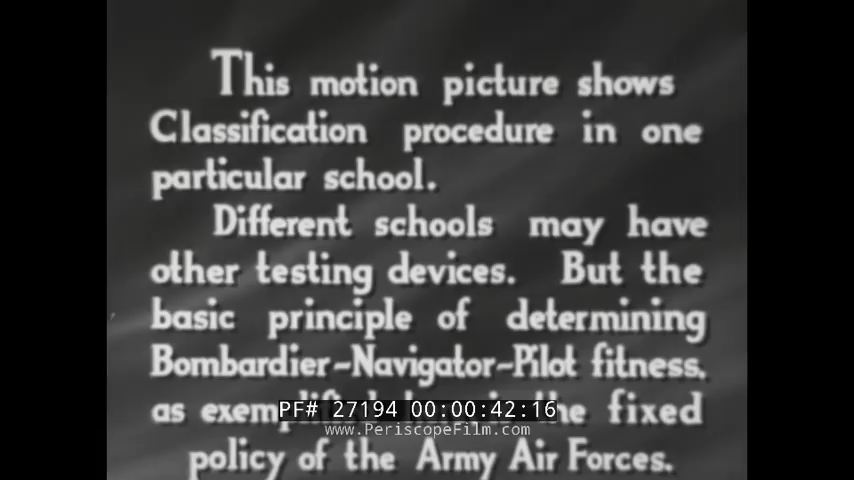 This motion picture shows
Classification procedure in one
particular school.
Different schools may have
other testing devices. But the
basic principle of determining
Bombardier-Navigator-Pilot fitness,
as the fixed
PF# 27194 00:00:42:16
www.PeriscopeFilm.com
policy of the Army Air Forces.